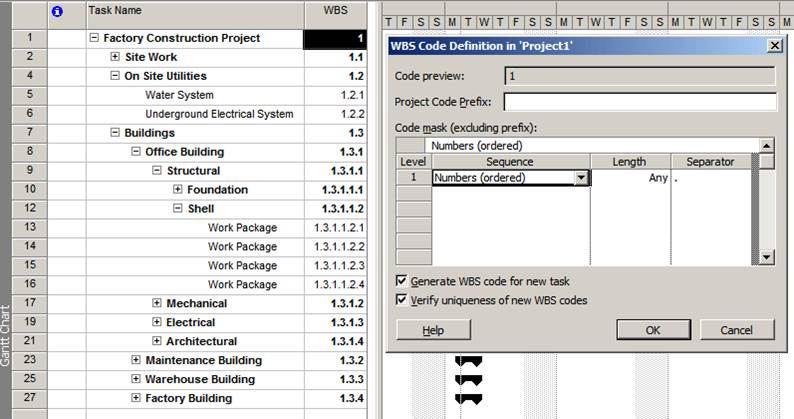 Task Name WBS
1 Factory Construction Project 1
2 Site Work 1.1
4 On Site Utilities 1.2
5 Water System 1.2.1
6 Underground Electrical System 1.2.2
7 Buildings 1.3
8 Office Building 1.3.1
9 Structural 1.3.1.1
10 Foundation 1.3.1.1.1
12 Shell 1.3.1.1.2
13 Work Package 1.3.1.1.2.1
14 Work Package 1.3.1.1.2.2
15 Work Package 1.3.1.1.2.3
16 Work Package 1.3.1.1.2.4
17 Mechanical 1.3.1.2
19 Electrical 1.3.1.3
21 Architectural 1.3.1.4
23 Maintenance Building 1.3.2
25 Warehouse Building 1.3.3
27 Factory Building 1.3.4
Gantt Chart
T F S S M T W T F S S M T W T F S S M T W T F S S M
WBS Code Definition in 'Project1'
Code preview: 1
Project Code Prefix:
Code mask (excluding prefix):
Numbers (ordered)
Level Sequence Length Separator
1 Numbers (ordered) Any .
Generate WBS code for new task
Verify uniqueness of new WBS codes
Help OK Cancel